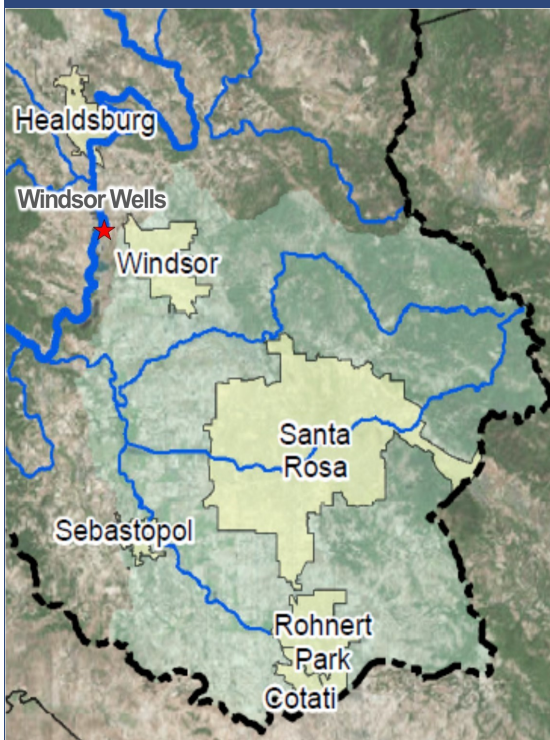 Healdsburg
Windsor Wells
Windsor
Santa
Rosa
Sebastopol
Rohnert
Park
Cotati